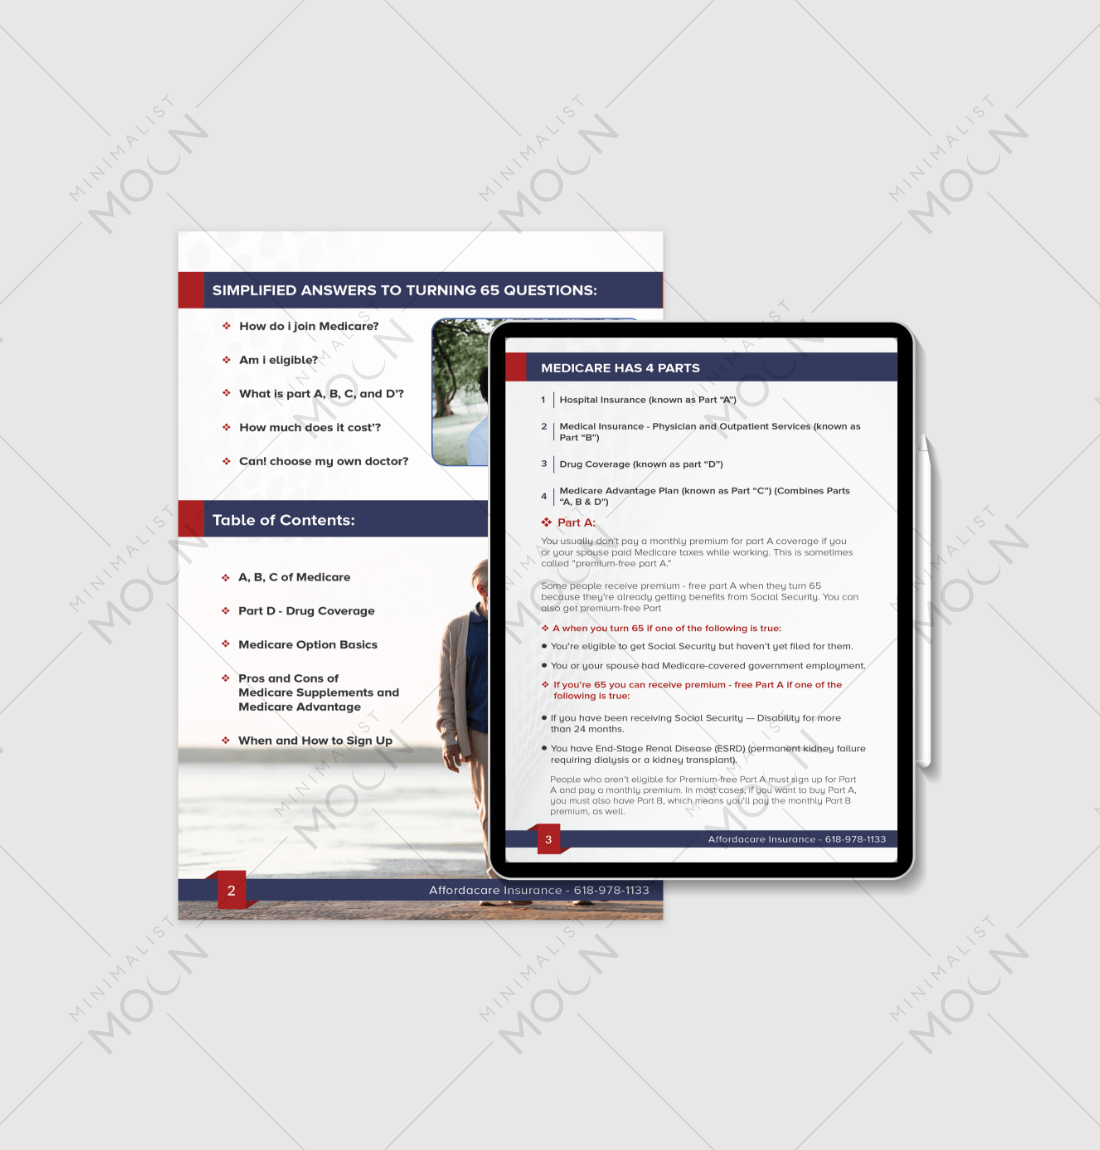 SIMPLIFIED ANSWERS TO TURNING 65 QUESTIONS:
How do i join Medicare?
Am i eligible?
What is part A, B, C, and D'?
How much does it cost'?
Can! choose my own doctor?
Table of Contents:
A, B, C of Medicare
Part D - Drug Coverage
Medicare Option Basics
Pros and Cons of
Medicare Supplements and
Medicare Advantage
When and How to Sign Up
2
Affordacare Insurance - 618-978-1133
MEDICARE HAS 4 PARTS
1 Hospital Insurance (known as Part “A”)
2 Medical Insurance - Physician and Outpatient Services (known as
Part “B”)
3 Drug Coverage (known as part “D”)
4 Medicare Advantage Plan (known as Part “C”) (Combines Parts
“A, B & D”)
Part A:
You usually don't pay a monthly premium for part A coverage if you
or your spouse paid Medicare taxes while working. This is sometimes
called “premium-free part A.”
Some people receive premium - free part A when they turn 65
because they're already getting benefits from Social Security. You can
also get premium-free Part
A when you turn 65 if one of the following is true:
You're eligible to get Social Security but haven't yet filed for them.
You or your spouse had Medicare-covered government employment.
If you're 65 you can receive premium - free Part A if one of the
following is true:
If you have been receiving Social Security — Disability for more
than 24 months.
You have End-Stage Renal Disease (ESRD) (permanent kidney failure
requiring dialysis or a kidney transplant).
People who aren't eligible for Premium-free Part A must sign up for Part
A and pay a monthly premium. In most cases, if you want to buy Part A,
you must also have Part B, which means you'll pay the monthly Part B
premium, as well.
3
Affordacare Insurance - 618-978-1133
MINIMALIST
MOON
MINIMALIST
MOON
MINIMALIST
MOON
MINIMALIST
MOON
MINIMALIST
MOON
MINIMALIST
MOON